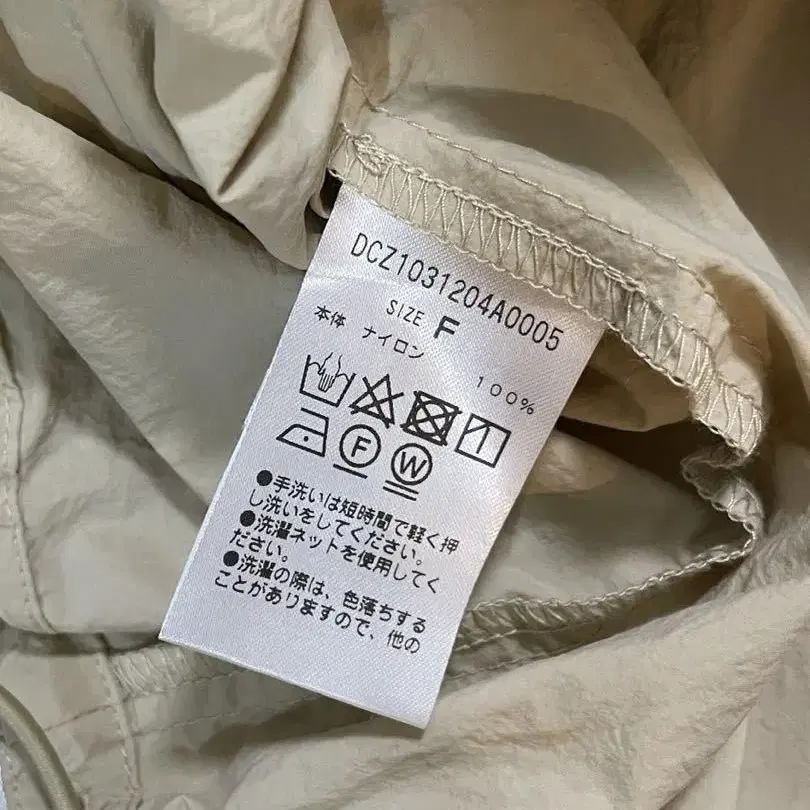 DCZ1031204A0005
SIZE F
本体 ナイロン 100%
F W
●手洗いは短時間で軽く押
し洗いをしてください。
●洗濯ネットを使用してく
ださい。
●洗濯の際は、色落ちする
ことがありますので、他の